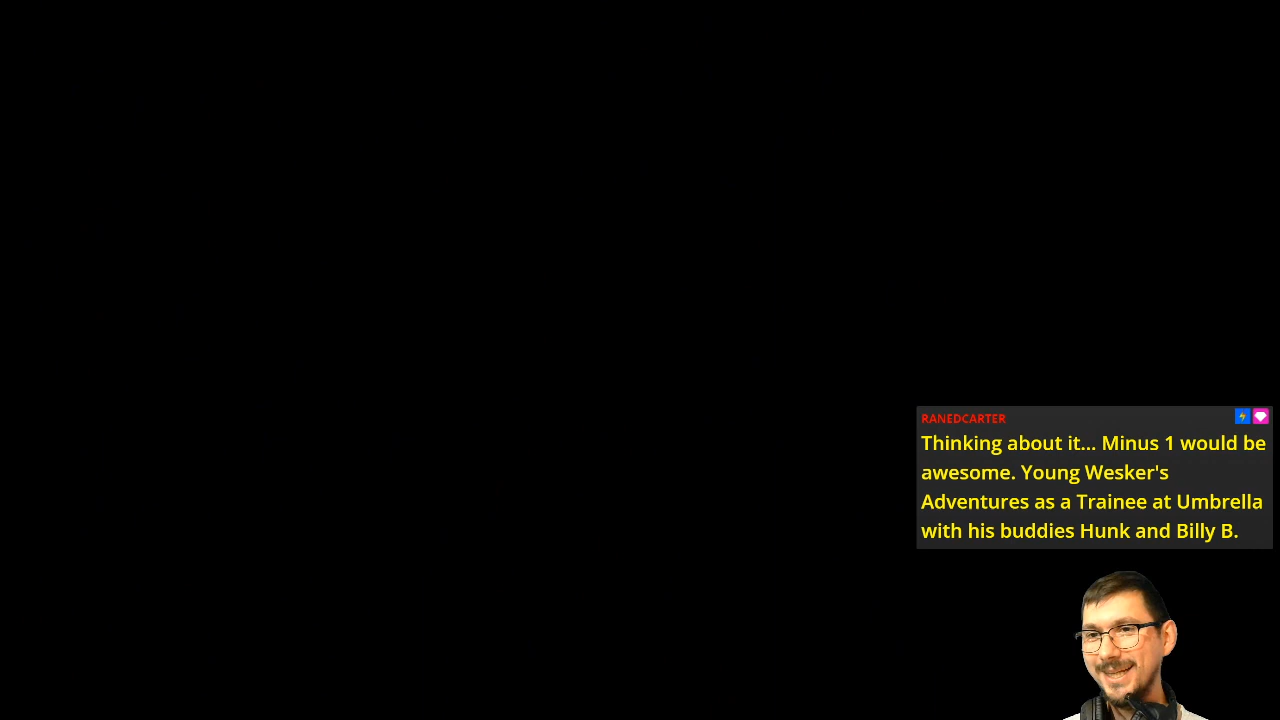 RANEDCARTER
Thinking about it... Minus 1 would be
awesome. Young Wesker's
Adventures as a Trainee at Umbrella
with his buddies Hunk and Billy B.